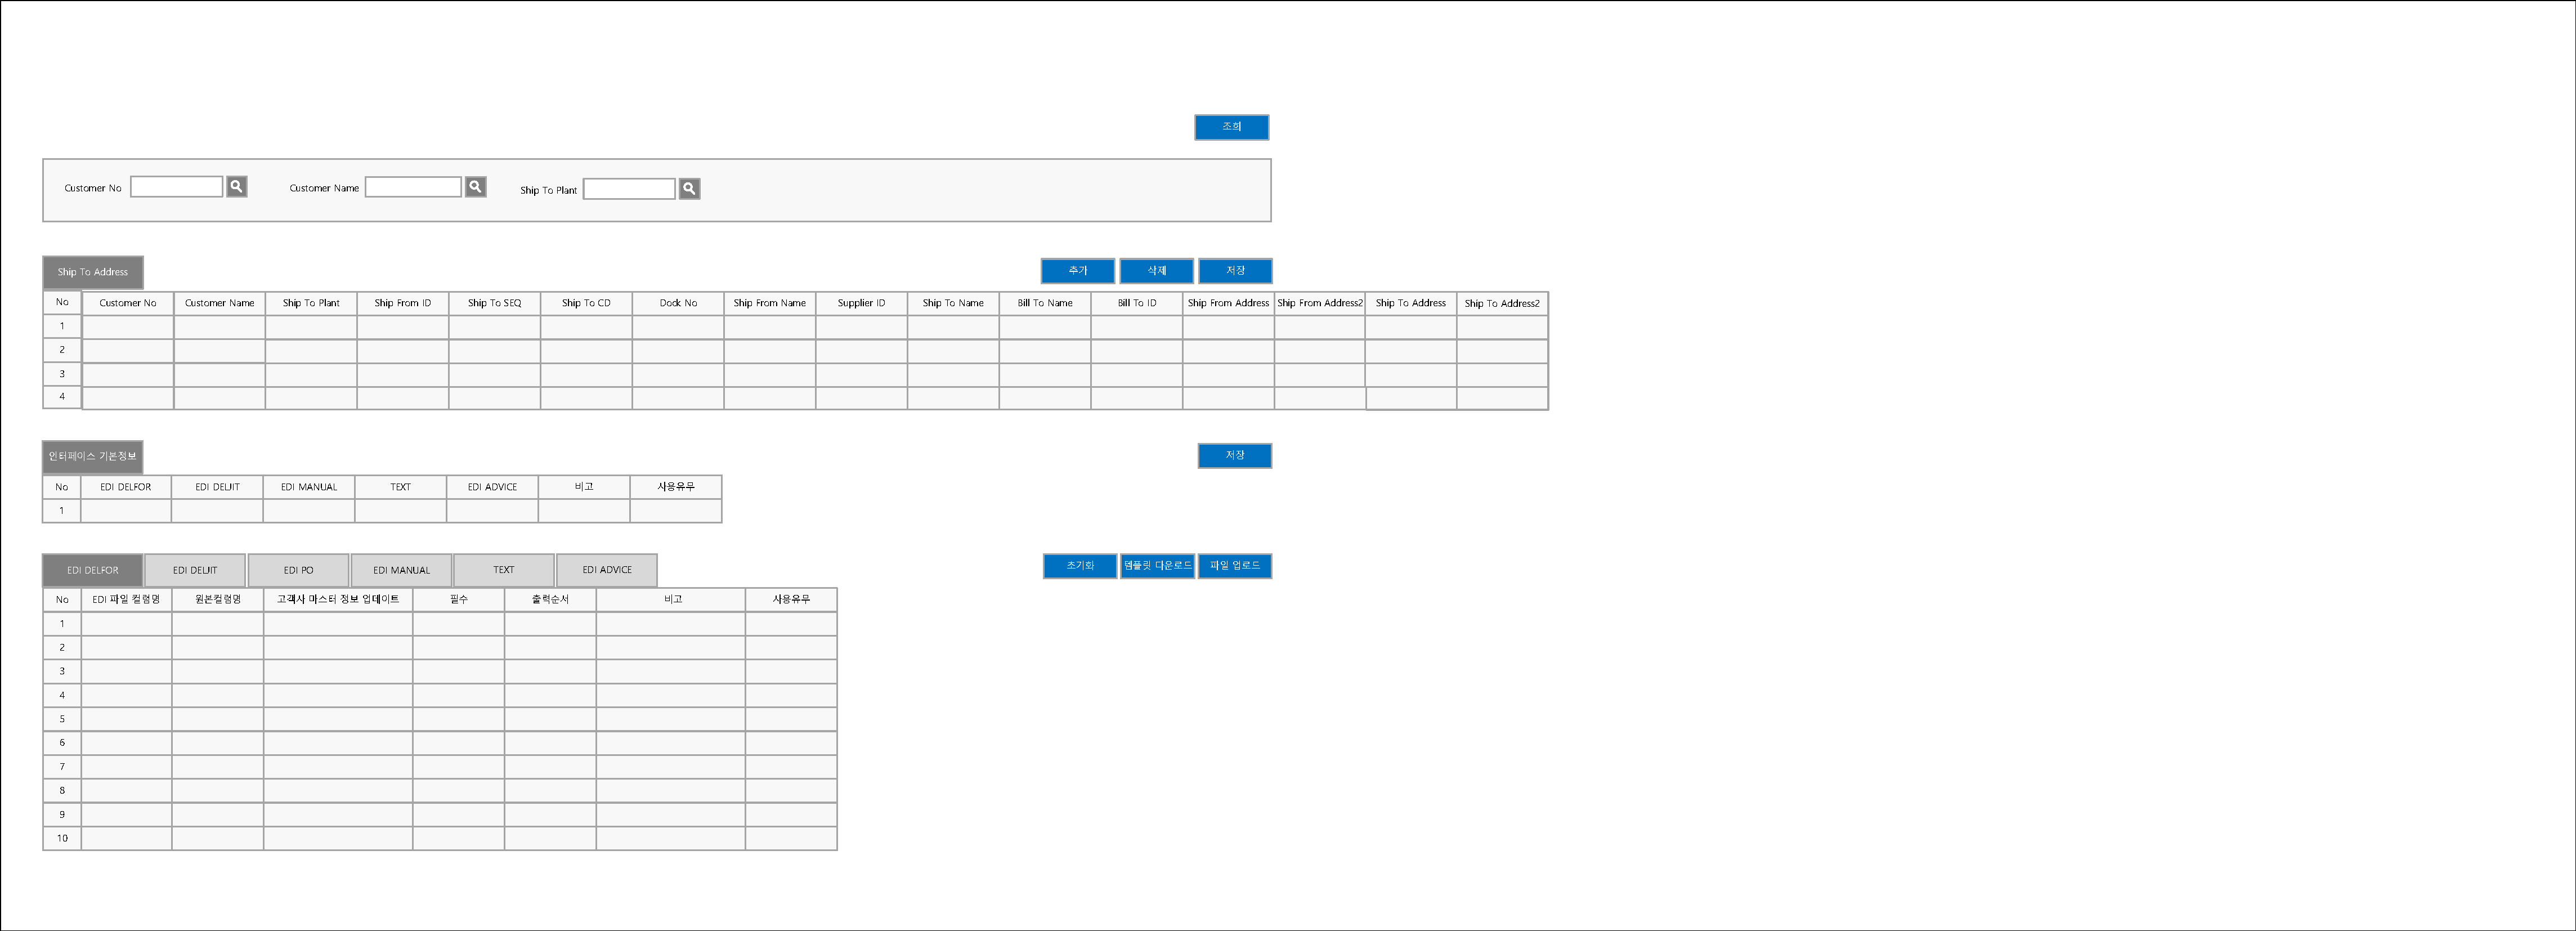 조회
Customer No
Customer Name
Ship To Plant
Ship To Address
추가 삭제 저장
No Customer No Customer Name Ship To Plant Ship From ID Ship To SEQ Ship To CD Dock No Ship From Name Supplier ID Ship To Name Bill To Name Bill To ID Ship From Address Ship From Address2 Ship To Address Ship To Address2
1
2
3
4
인터페이스 기본정보
저장
No EDI DELFOR EDI DELJIT EDI MANUAL TEXT EDI ADVICE 비고 사용유무
1
EDI DELFOR EDI DELJIT EDI PO EDI MANUAL TEXT EDI ADVICE
초기화 템플릿 다운로드 파일 업로드
No EDI 파일 컬럼명 원본컬럼명 고객사 마스터 정보 업데이트 필수 출력순서 비고 사용유무
1
2
3
4
5
6
7
8
9
10